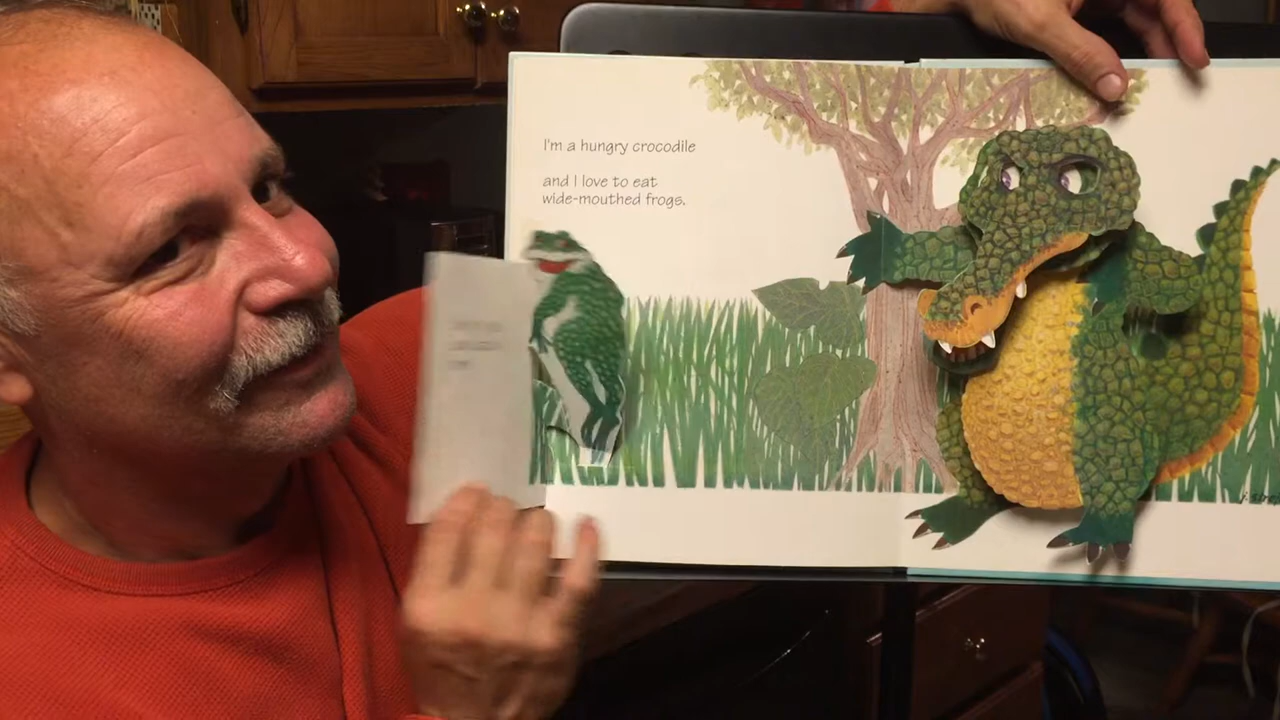 I'm a hungry crocodile
and I love to eat
wide-mouthed frogs.